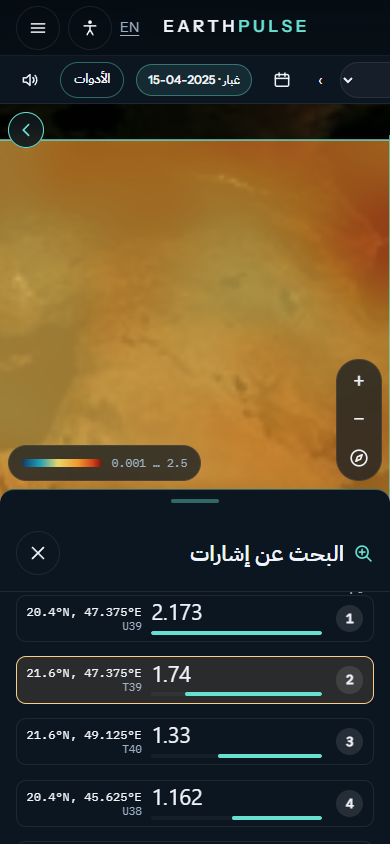 EN EARTHPULSE
الأدوات غبار · 2025-04-15 ‹
+
−
0.001 … 2.5
البحث عن إشارات
1 2.173 20.4°N, 47.375°E
U39
2 1.74 21.6°N, 47.375°E
T39
3 1.33 21.6°N, 49.125°E
T40
4 1.162 20.4°N, 45.625°E
U38